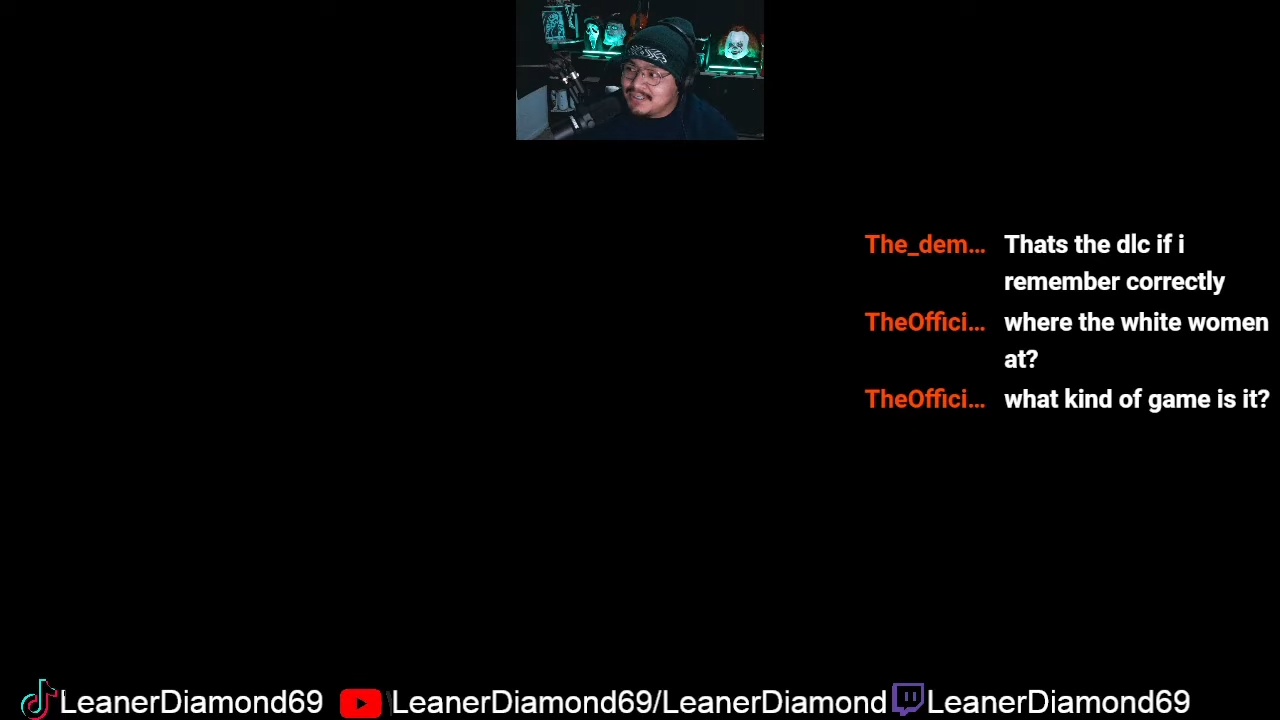 The_dem... Thats the dlc if i
remember correctly
TheOffici... where the white women
at?
TheOffici... what kind of game is it?
LeanerDiamond69 \LeanerDiamond69/LeanerDiamond LeanerDiamond69